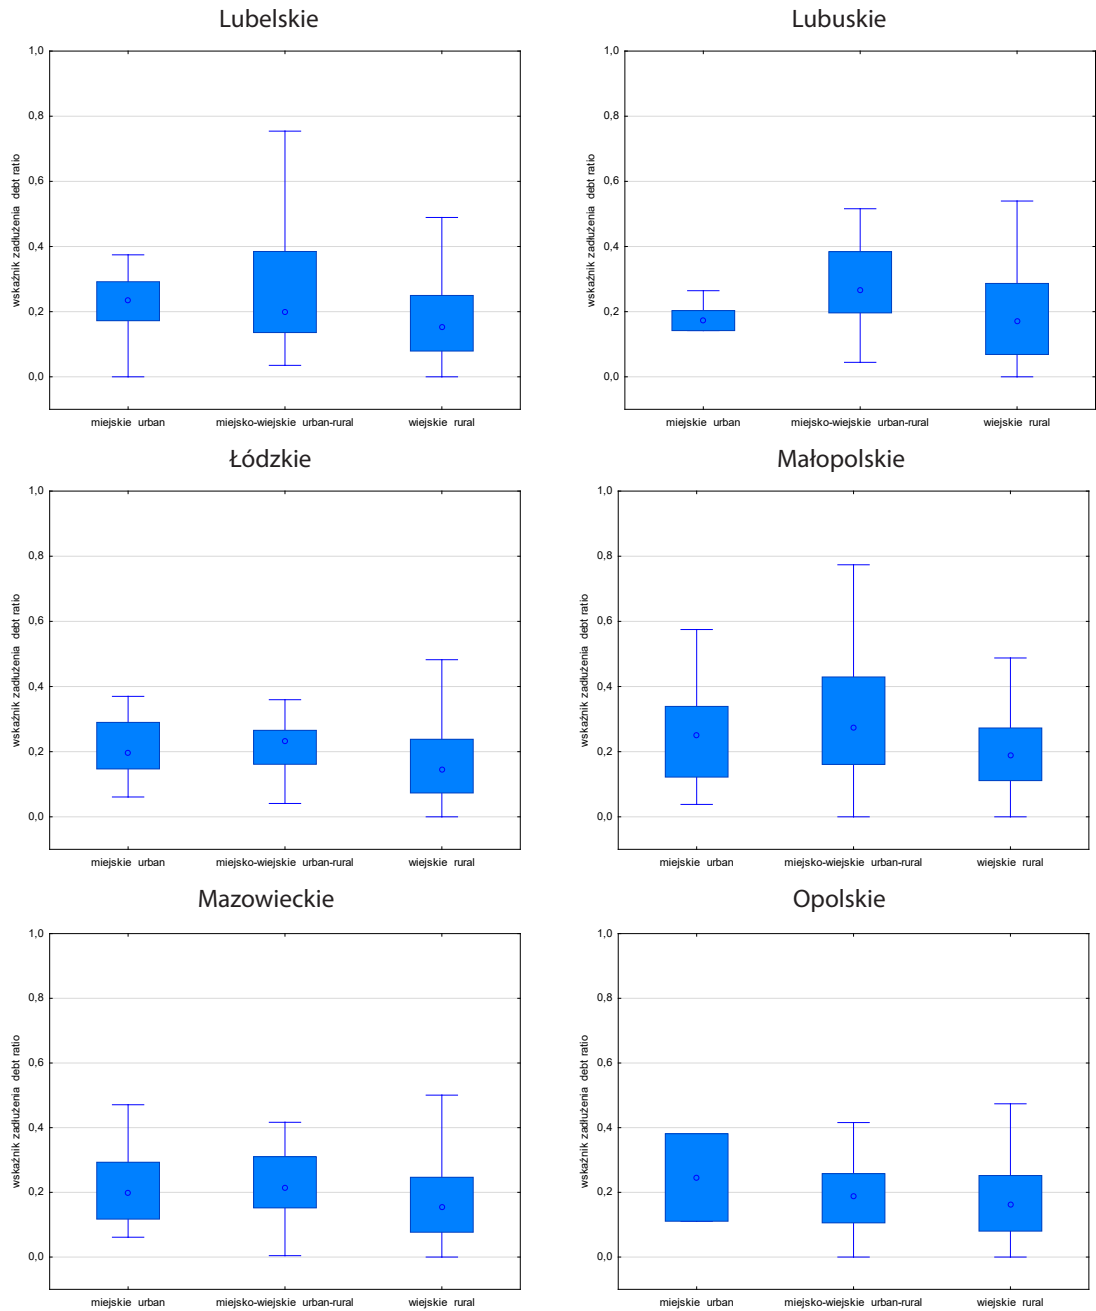 Lubelskie
1,0
0,8
0,6
0,4
0,2
0,0
wskaźnik zadłużenia debt ratio
miejskie urban
miejsko-wiejskie urban-rural
wiejskie rural
Lubuskie
1,0
0,8
0,6
0,4
0,2
0,0
wskaźnik zadłużenia debt ratio
miejskie urban
miejsko-wiejskie urban-rural
wiejskie rural
Łódzkie
1,0
0,8
0,6
0,4
0,2
0,0
wskaźnik zadłużenia debt ratio
miejskie urban
miejsko-wiejskie urban-rural
wiejskie rural
Małopolskie
1,0
0,8
0,6
0,4
0,2
0,0
wskaźnik zadłużenia debt ratio
miejskie urban
miejsko-wiejskie urban-rural
wiejskie rural
Mazowieckie
1,0
0,8
0,6
0,4
0,2
0,0
wskaźnik zadłużenia debt ratio
miejskie urban
miejsko-wiejskie urban-rural
wiejskie rural
Opolskie
1,0
0,8
0,6
0,4
0,2
0,0
wskaźnik zadłużenia debt ratio
miejskie urban
miejsko-wiejskie urban-rural
wiejskie rural